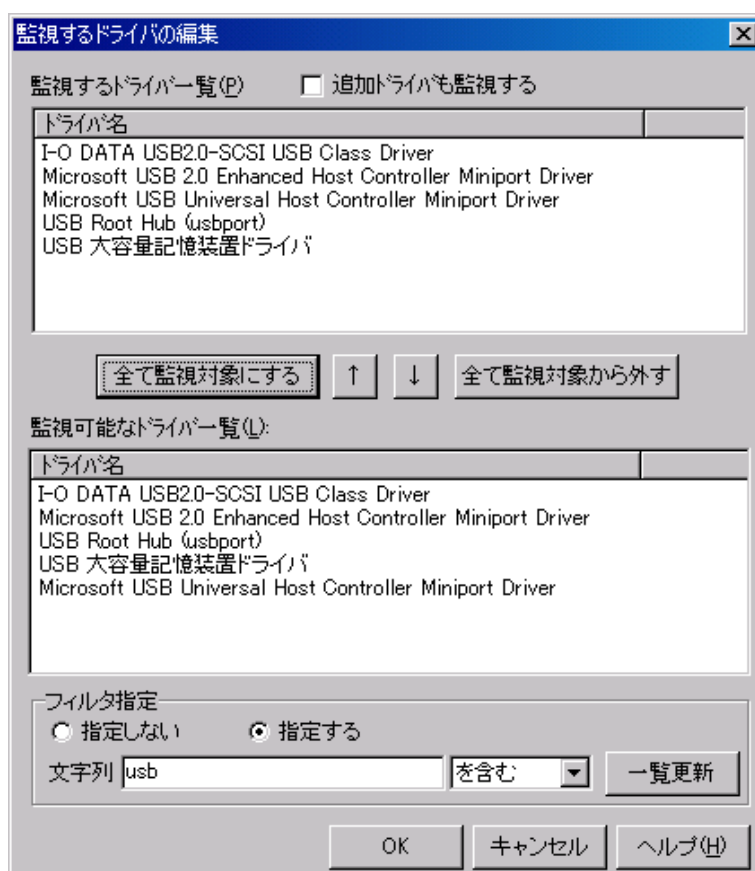 監視するドライバの編集
監視するドライバ一覧(P) 追加ドライバも監視する
ドライバ名
I-O DATA USB2.0-SCSI USB Class Driver
Microsoft USB 2.0 Enhanced Host Controller Miniport Driver
Microsoft USB Universal Host Controller Miniport Driver
USB Root Hub (usbport)
USB 大容量記憶装置ドライバ
全て監視対象にする ↑ ↓ 全て監視対象から外す
監視可能なドライバ一覧(L):
ドライバ名
I-O DATA USB2.0-SCSI USB Class Driver
Microsoft USB 2.0 Enhanced Host Controller Miniport Driver
USB Root Hub (usbport)
USB 大容量記憶装置ドライバ
Microsoft USB Universal Host Controller Miniport Driver
フィルタ指定
指定しない 指定する
文字列 usb を含む 一覧更新
OK キャンセル ヘルプ(H)